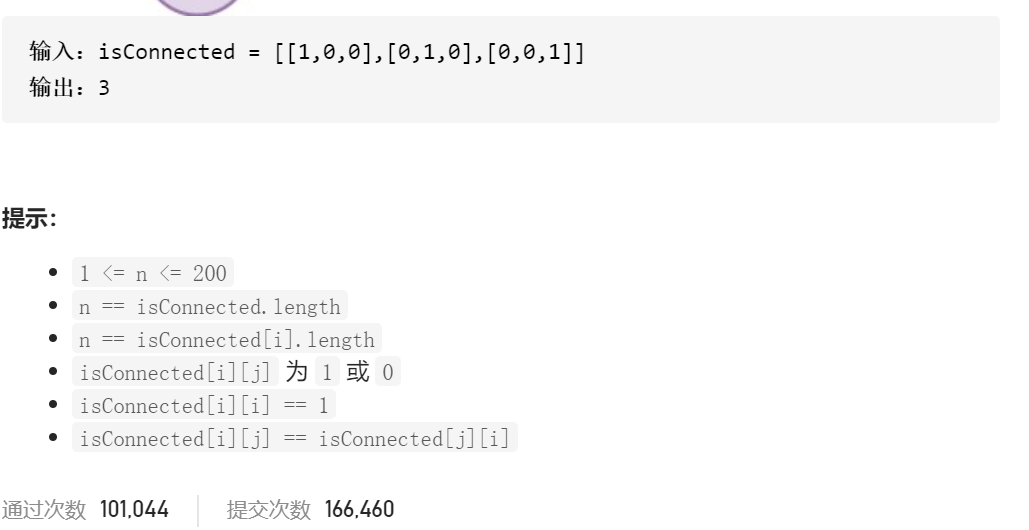 输入：isConnected = [[1,0,0],[0,1,0],[0,0,1]]
输出：3
提示：
1 <= n <= 200
n == isConnected.length
n == isConnected[i].length
isConnected[i][j] 为 1 或 0
isConnected[i][i] == 1
isConnected[i][j] == isConnected[j][i]
通过次数 101,044 提交次数 166,460